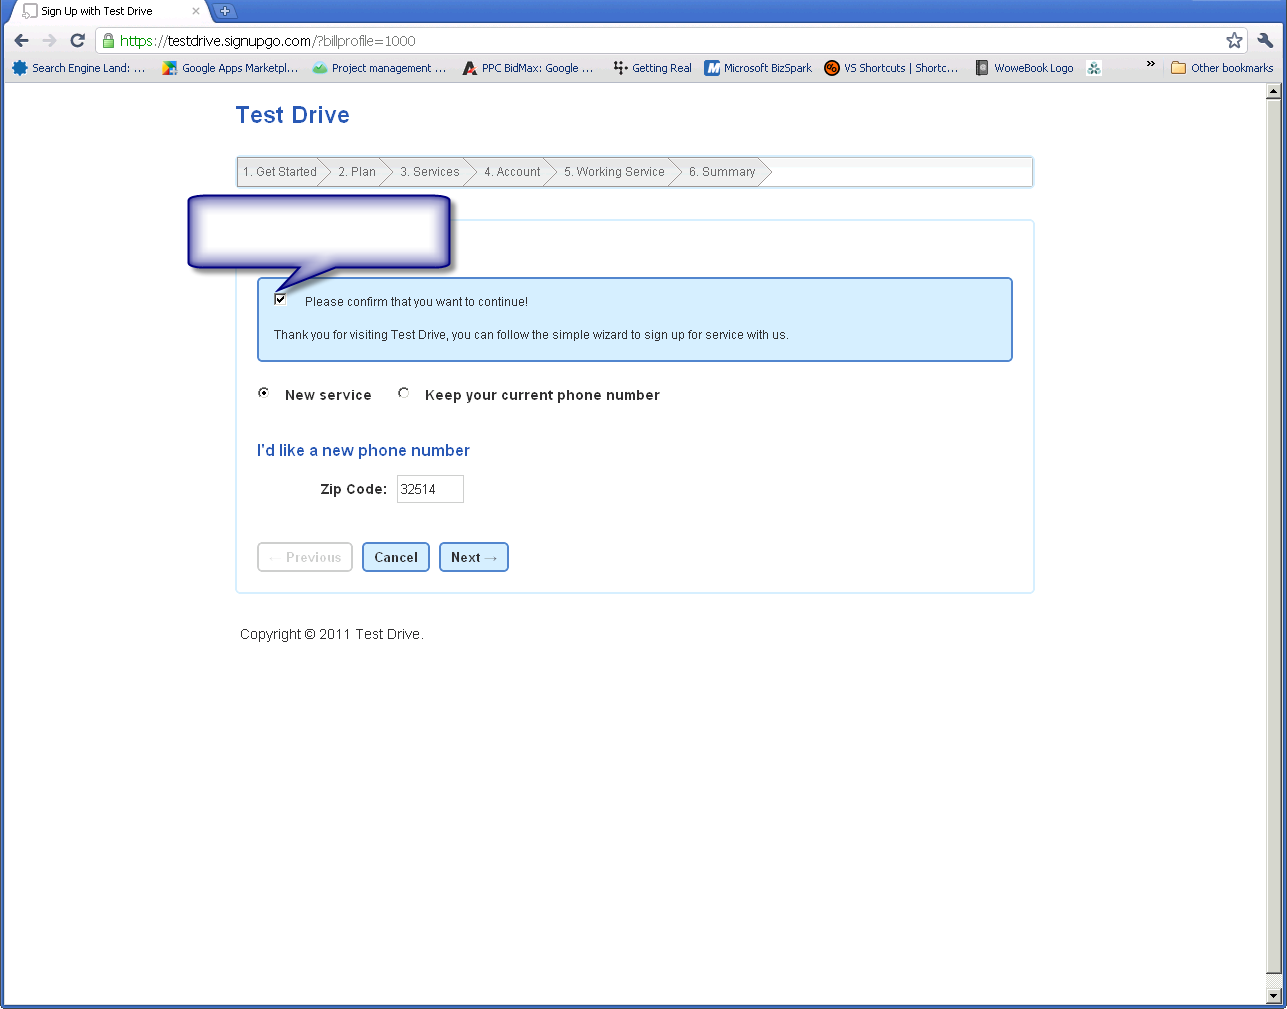 Sign Up with Test Drive
https://testdrive.signupgo.com/?billprofile=1000
Search Engine Land: ... Google Apps Marketpl... Project management ... PPC BidMax: Google ... Getting Real Microsoft BizSpark VS Shortcuts | Shortc... WoweBook Logo » Other bookmarks
Test Drive
1. Get Started 2. Plan 3. Services 4. Account 5. Working Service 6. Summary
Please confirm that you want to continue!
Thank you for visiting Test Drive, you can follow the simple wizard to sign up for service with us.
New service Keep your current phone number
I'd like a new phone number
Zip Code: 32514
← Previous Cancel Next →
Copyright © 2011 Test Drive.